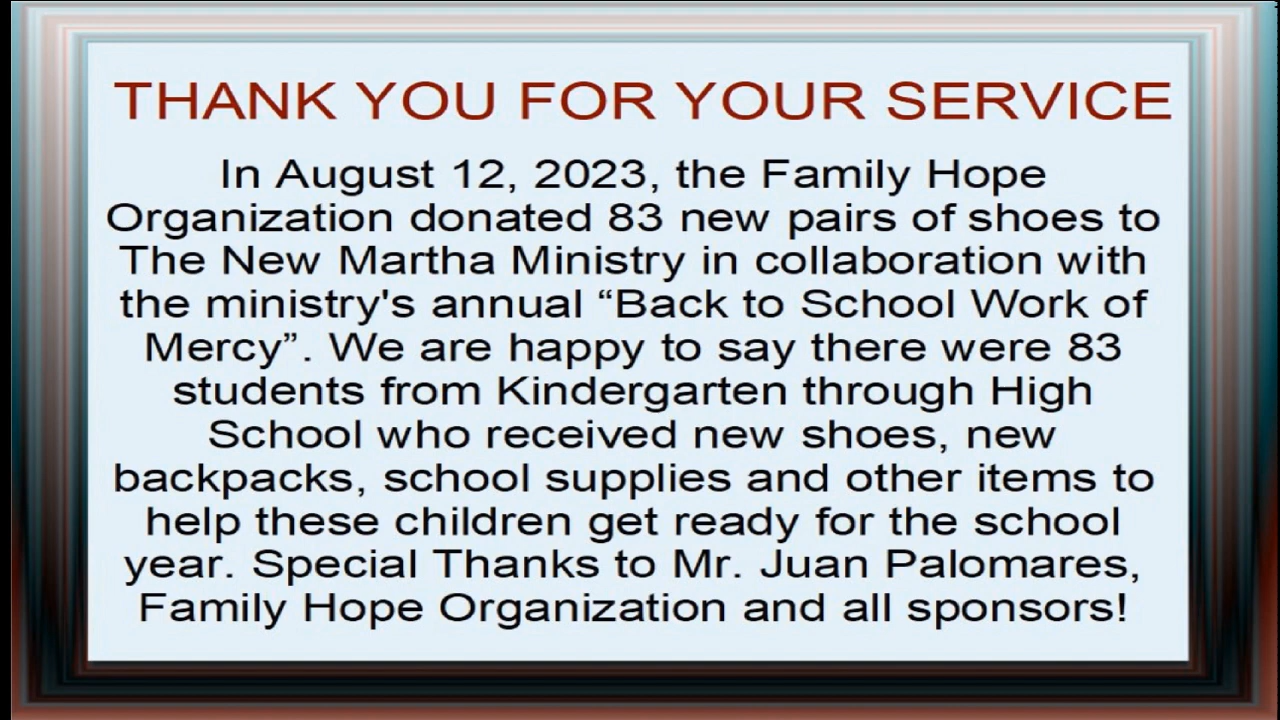 THANK YOU FOR YOUR SERVICE
In August 12, 2023, the Family Hope
Organization donated 83 new pairs of shoes to
The New Martha Ministry in collaboration with
the ministry's annual “Back to School Work of
Mercy”. We are happy to say there were 83
students from Kindergarten through High
School who received new shoes, new
backpacks, school supplies and other items to
help these children get ready for the school
year. Special Thanks to Mr. Juan Palomares,
Family Hope Organization and all sponsors!